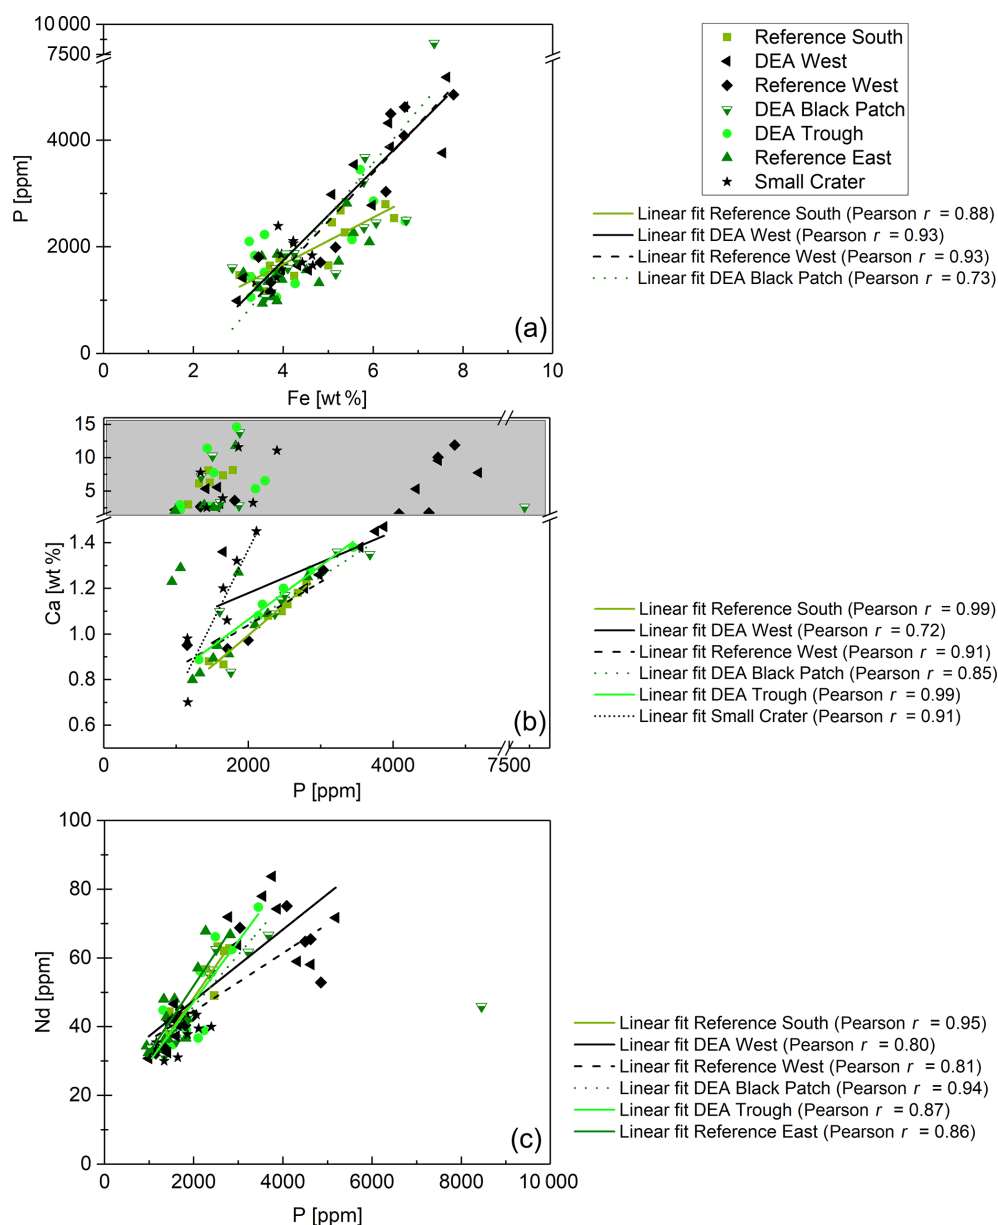 10 000
7500
4000
2000
0
P [ppm]
0
2
4
6
8
10
Fe [wt %]
(a)
Reference South
DEA West
Reference West
DEA Black Patch
DEA Trough
Reference East
Small Crater
Linear fit Reference South (Pearson r = 0.88)
Linear fit DEA West (Pearson r = 0.93)
Linear fit Reference West (Pearson r = 0.93)
Linear fit DEA Black Patch (Pearson r = 0.73)
15
10
5
1.4
1.2
1.0
0.8
0.6
Ca [wt %]
0
2000
4000
7500
P [ppm]
(b)
Linear fit Reference South (Pearson r = 0.99)
Linear fit DEA West (Pearson r = 0.72)
Linear fit Reference West (Pearson r = 0.91)
Linear fit DEA Black Patch (Pearson r = 0.85)
Linear fit DEA Trough (Pearson r = 0.99)
Linear fit Small Crater (Pearson r = 0.91)
100
80
60
40
20
0
Nd [ppm]
0
2000
4000
6000
8000
10 000
P [ppm]
(c)
Linear fit Reference South (Pearson r = 0.95)
Linear fit DEA West (Pearson r = 0.80)
Linear fit Reference West (Pearson r = 0.81)
Linear fit DEA Black Patch (Pearson r = 0.94)
Linear fit DEA Trough (Pearson r = 0.87)
Linear fit Reference East (Pearson r = 0.86)